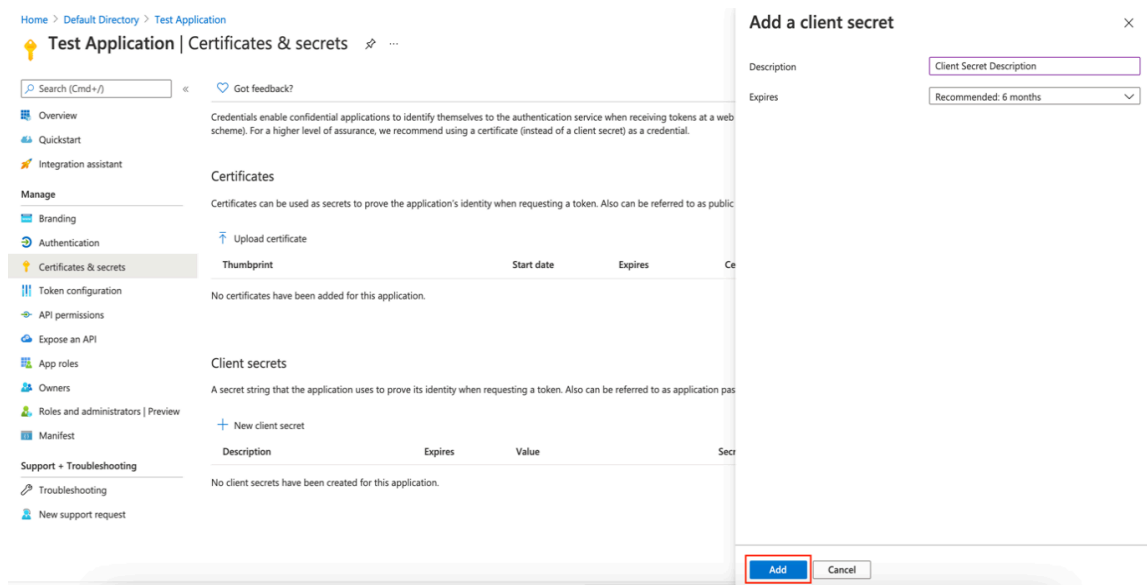 Home > Default Directory > Test Application
Test Application | Certificates & secrets
Search (Cmd+/)
Overview
Quickstart
Integration assistant
Manage
Branding
Authentication
Certificates & secrets
Token configuration
API permissions
Expose an API
App roles
Owners
Roles and administrators | Preview
Manifest
Support + Troubleshooting
Troubleshooting
New support request
Got feedback?
Credentials enable confidential applications to identify themselves to the authentication service when receiving tokens at a web
scheme). For a higher level of assurance, we recommend using a certificate (instead of a client secret) as a credential.
Certificates
Certificates can be used as secrets to prove the application's identity when requesting a token. Also can be referred to as public
Upload certificate
Thumbprint Start date Expires Ce
No certificates have been added for this application.
Client secrets
A secret string that the application uses to prove its identity when requesting a token. Also can be referred to as application pas
New client secret
Description Expires Value Secr
No client secrets have been created for this application.
Add a client secret
Description Client Secret Description
Expires Recommended: 6 months
Add Cancel